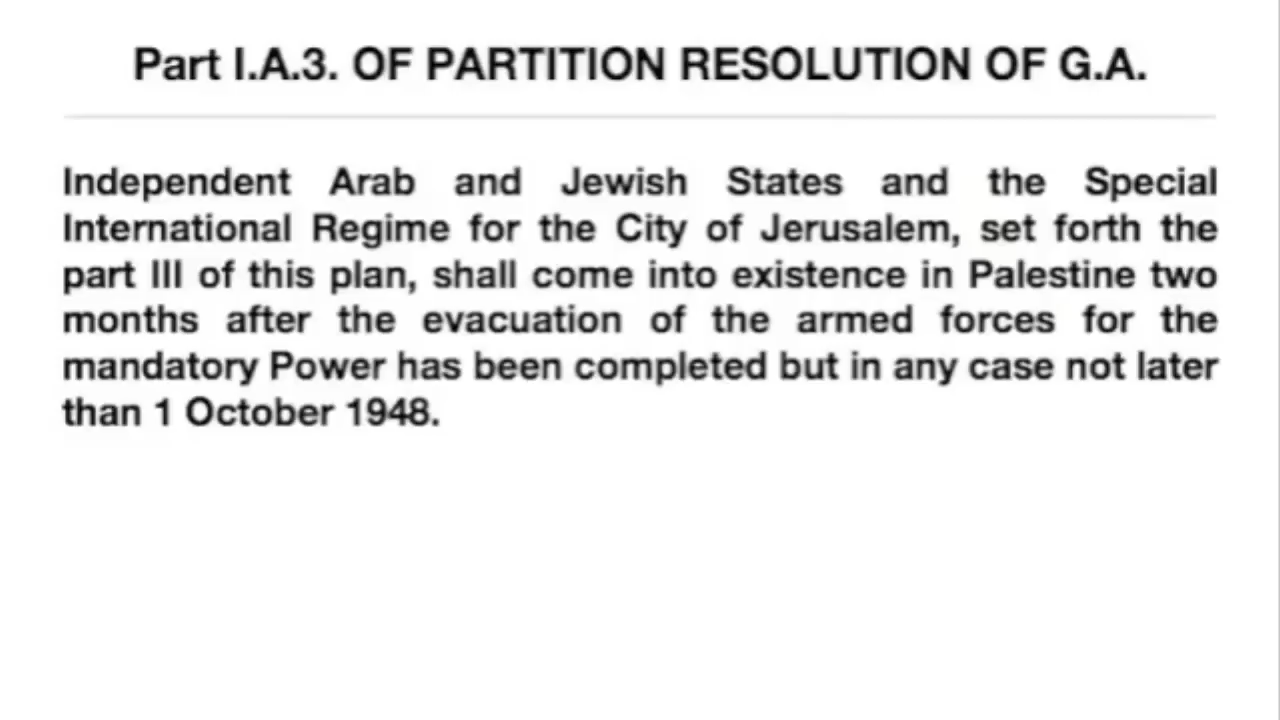 Part I.A.3. OF PARTITION RESOLUTION OF G.A.
Independent Arab and Jewish States and the Special
International Regime for the City of Jerusalem, set forth the
part III of this plan, shall come into existence in Palestine two
months after the evacuation of the armed forces for the
mandatory Power has been completed but in any case not later
than 1 October 1948.